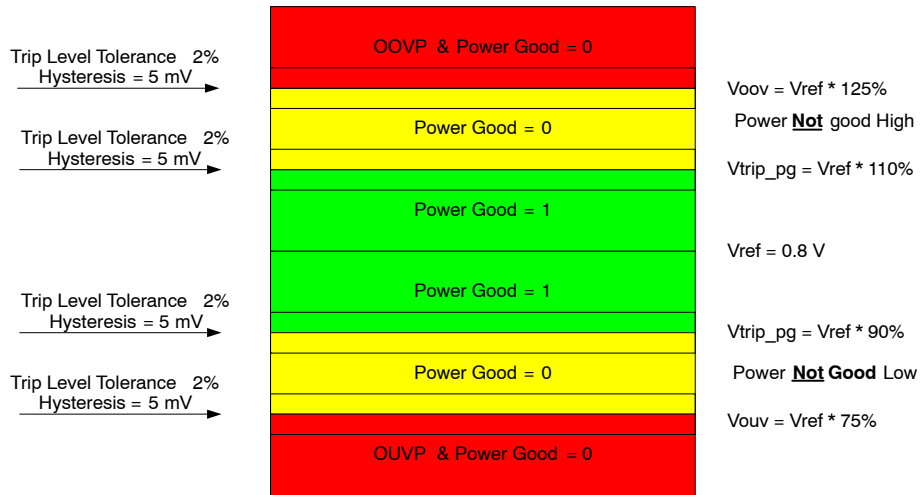 OOVP & Power Good = 0
Trip Level Tolerance 2%
Hysteresis = 5 mV
Voov = Vref * 125%
Power Not good High
Power Good = 0
Trip Level Tolerance 2%
Hysteresis = 5 mV
Vtrip_pg = Vref * 110%
Power Good = 1
Vref = 0.8 V
Power Good = 1
Trip Level Tolerance 2%
Hysteresis = 5 mV
Vtrip_pg = Vref * 90%
Power Good = 0
Power Not Good Low
Trip Level Tolerance 2%
Hysteresis = 5 mV
Vouv = Vref * 75%
OUVP & Power Good = 0